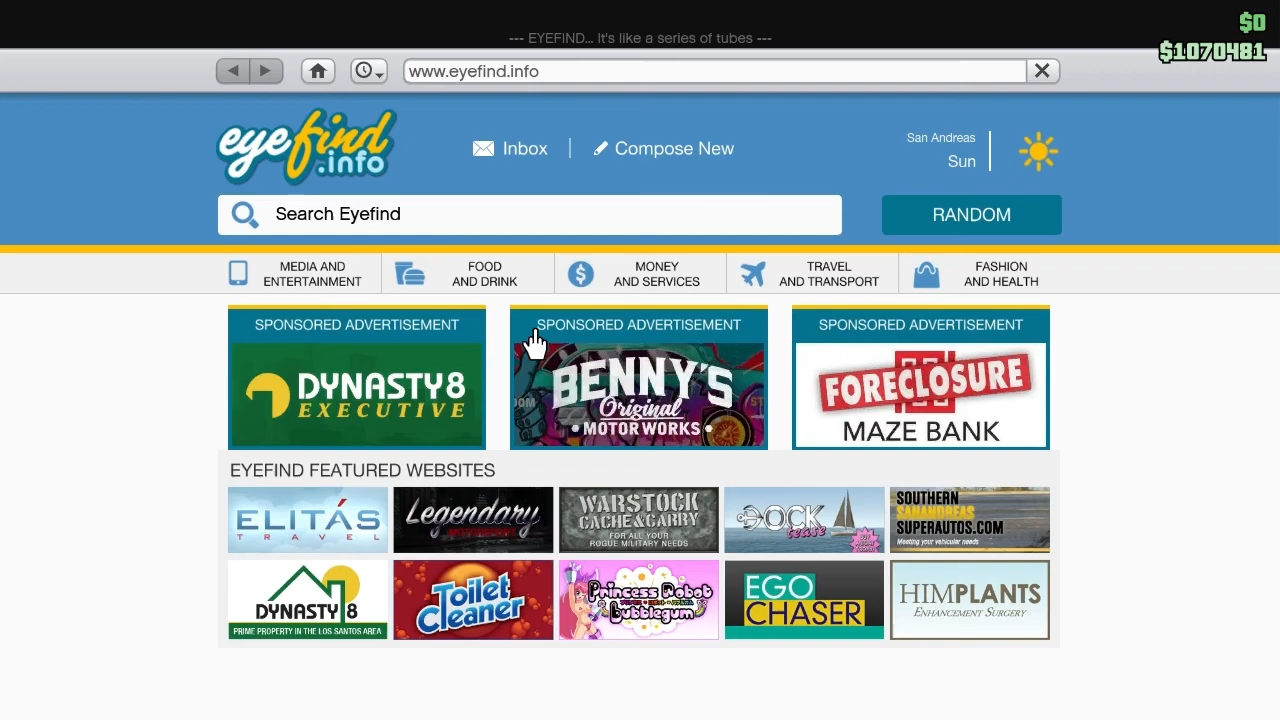 $0
--- EYEFIND... It's like a series of tubes ---
$1070481
www.eyefind.info
eyefind
.info
Inbox
Compose New
San Andreas
Sun
Search Eyefind
RANDOM
MEDIA AND
ENTERTAINMENT
FOOD
AND DRINK
MONEY
AND SERVICES
TRAVEL
AND TRANSPORT
FASHION
AND HEALTH
SPONSORED ADVERTISEMENT
DYNASTY 8
EXECUTIVE
SPONSORED ADVERTISEMENT
BENNY'S
Original
• MOTOR WORKS •
SPONSORED ADVERTISEMENT
FORECLOSURE
MAZE BANK
EYEFIND FEATURED WEBSITES
ELITÁS
TRAVEL
Legendary
MOTORSPORT
WARSTOCK
CACHE & CARRY
FOR ALL YOUR
ROGUE MILITARY NEEDS
DOCK
tease
SOUTHERN
SANANDREAS
SUPERAUTOS.COM
Meeting your vehicular needs
DYNASTY 8
PRIME PROPERTY IN THE LOS SANTOS AREA
Toilet
Cleaner
Princess Robot
Bubblegum
EGO
CHASER
HIMPLANTS
ENHANCEMENT SURGERY